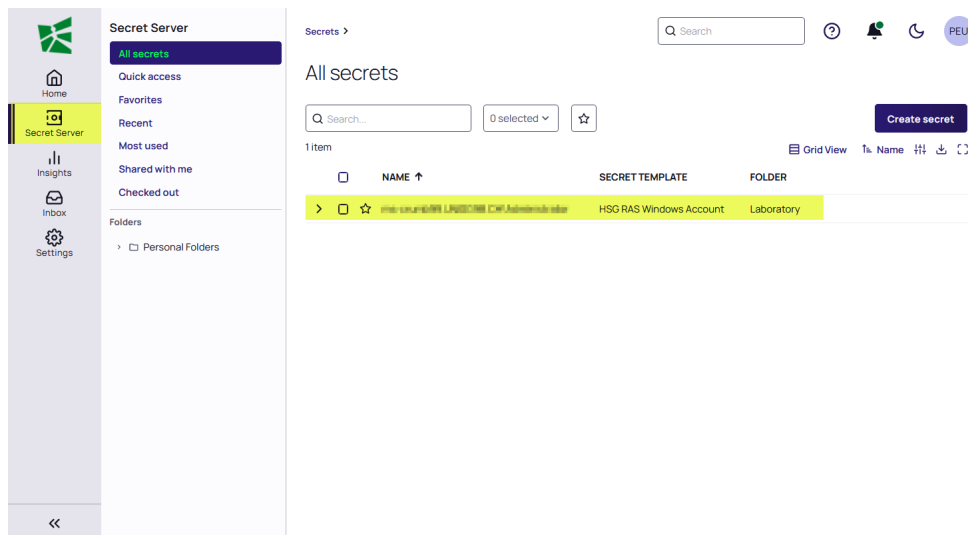 Home
Secret Server
Insights
Inbox
Settings
Secret Server
All secrets
Quick access
Favorites
Recent
Most used
Shared with me
Checked out
Folders
Personal Folders
Secrets
Search
PEU
All secrets
Search...
0 selected
Create secret
1 item
Grid View
Name
NAME
SECRET TEMPLATE
FOLDER
HSG RAS Windows Account
Laboratory